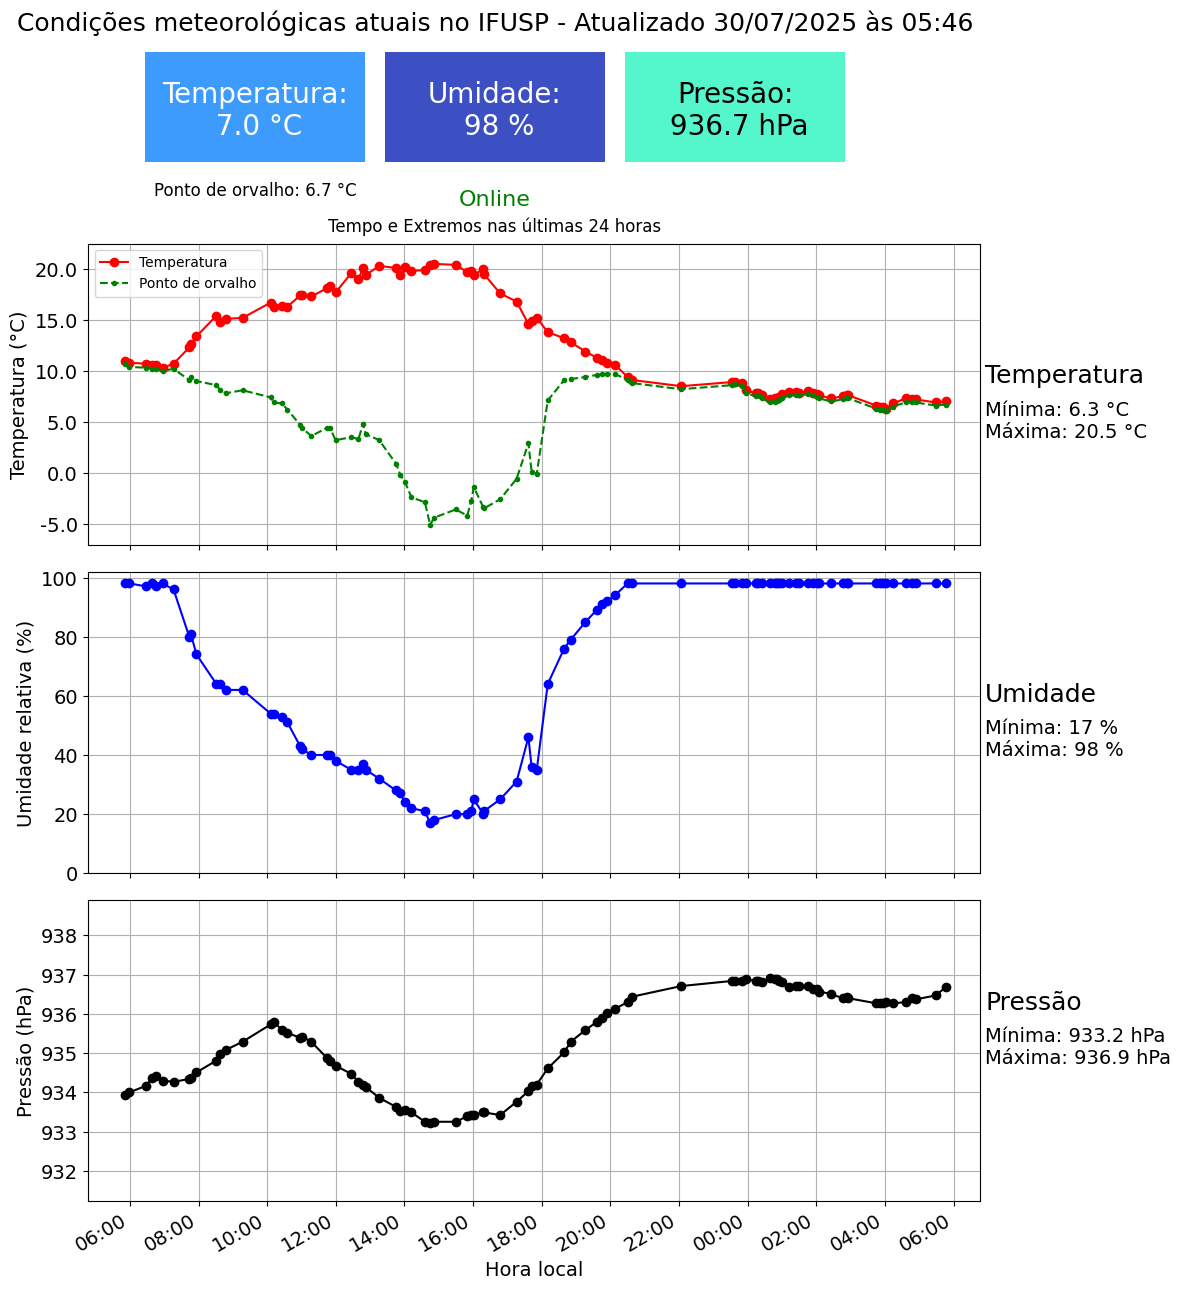 Condições meteorológicas atuais no IFUSP - Atualizado 30/07/2025 às 05:46
Temperatura:
7.0 °C
Umidade:
98 %
Pressão:
936.7 hPa
Ponto de orvalho: 6.7 °C
Online
Tempo e Extremos nas últimas 24 horas
Temperatura
Ponto de orvalho
Temperatura (°C)
20.0
15.0
10.0
5.0
0.0
-5.0
Temperatura
Mínima: 6.3 °C
Máxima: 20.5 °C
Umidade relativa (%)
100
80
60
40
20
0
Umidade
Mínima: 17 %
Máxima: 98 %
Pressão (hPa)
938
937
936
935
934
933
932
Pressão
Mínima: 933.2 hPa
Máxima: 936.9 hPa
06:00 08:00 10:00 12:00 14:00 16:00 18:00 20:00 22:00 00:00 02:00 04:00 06:00
Hora local